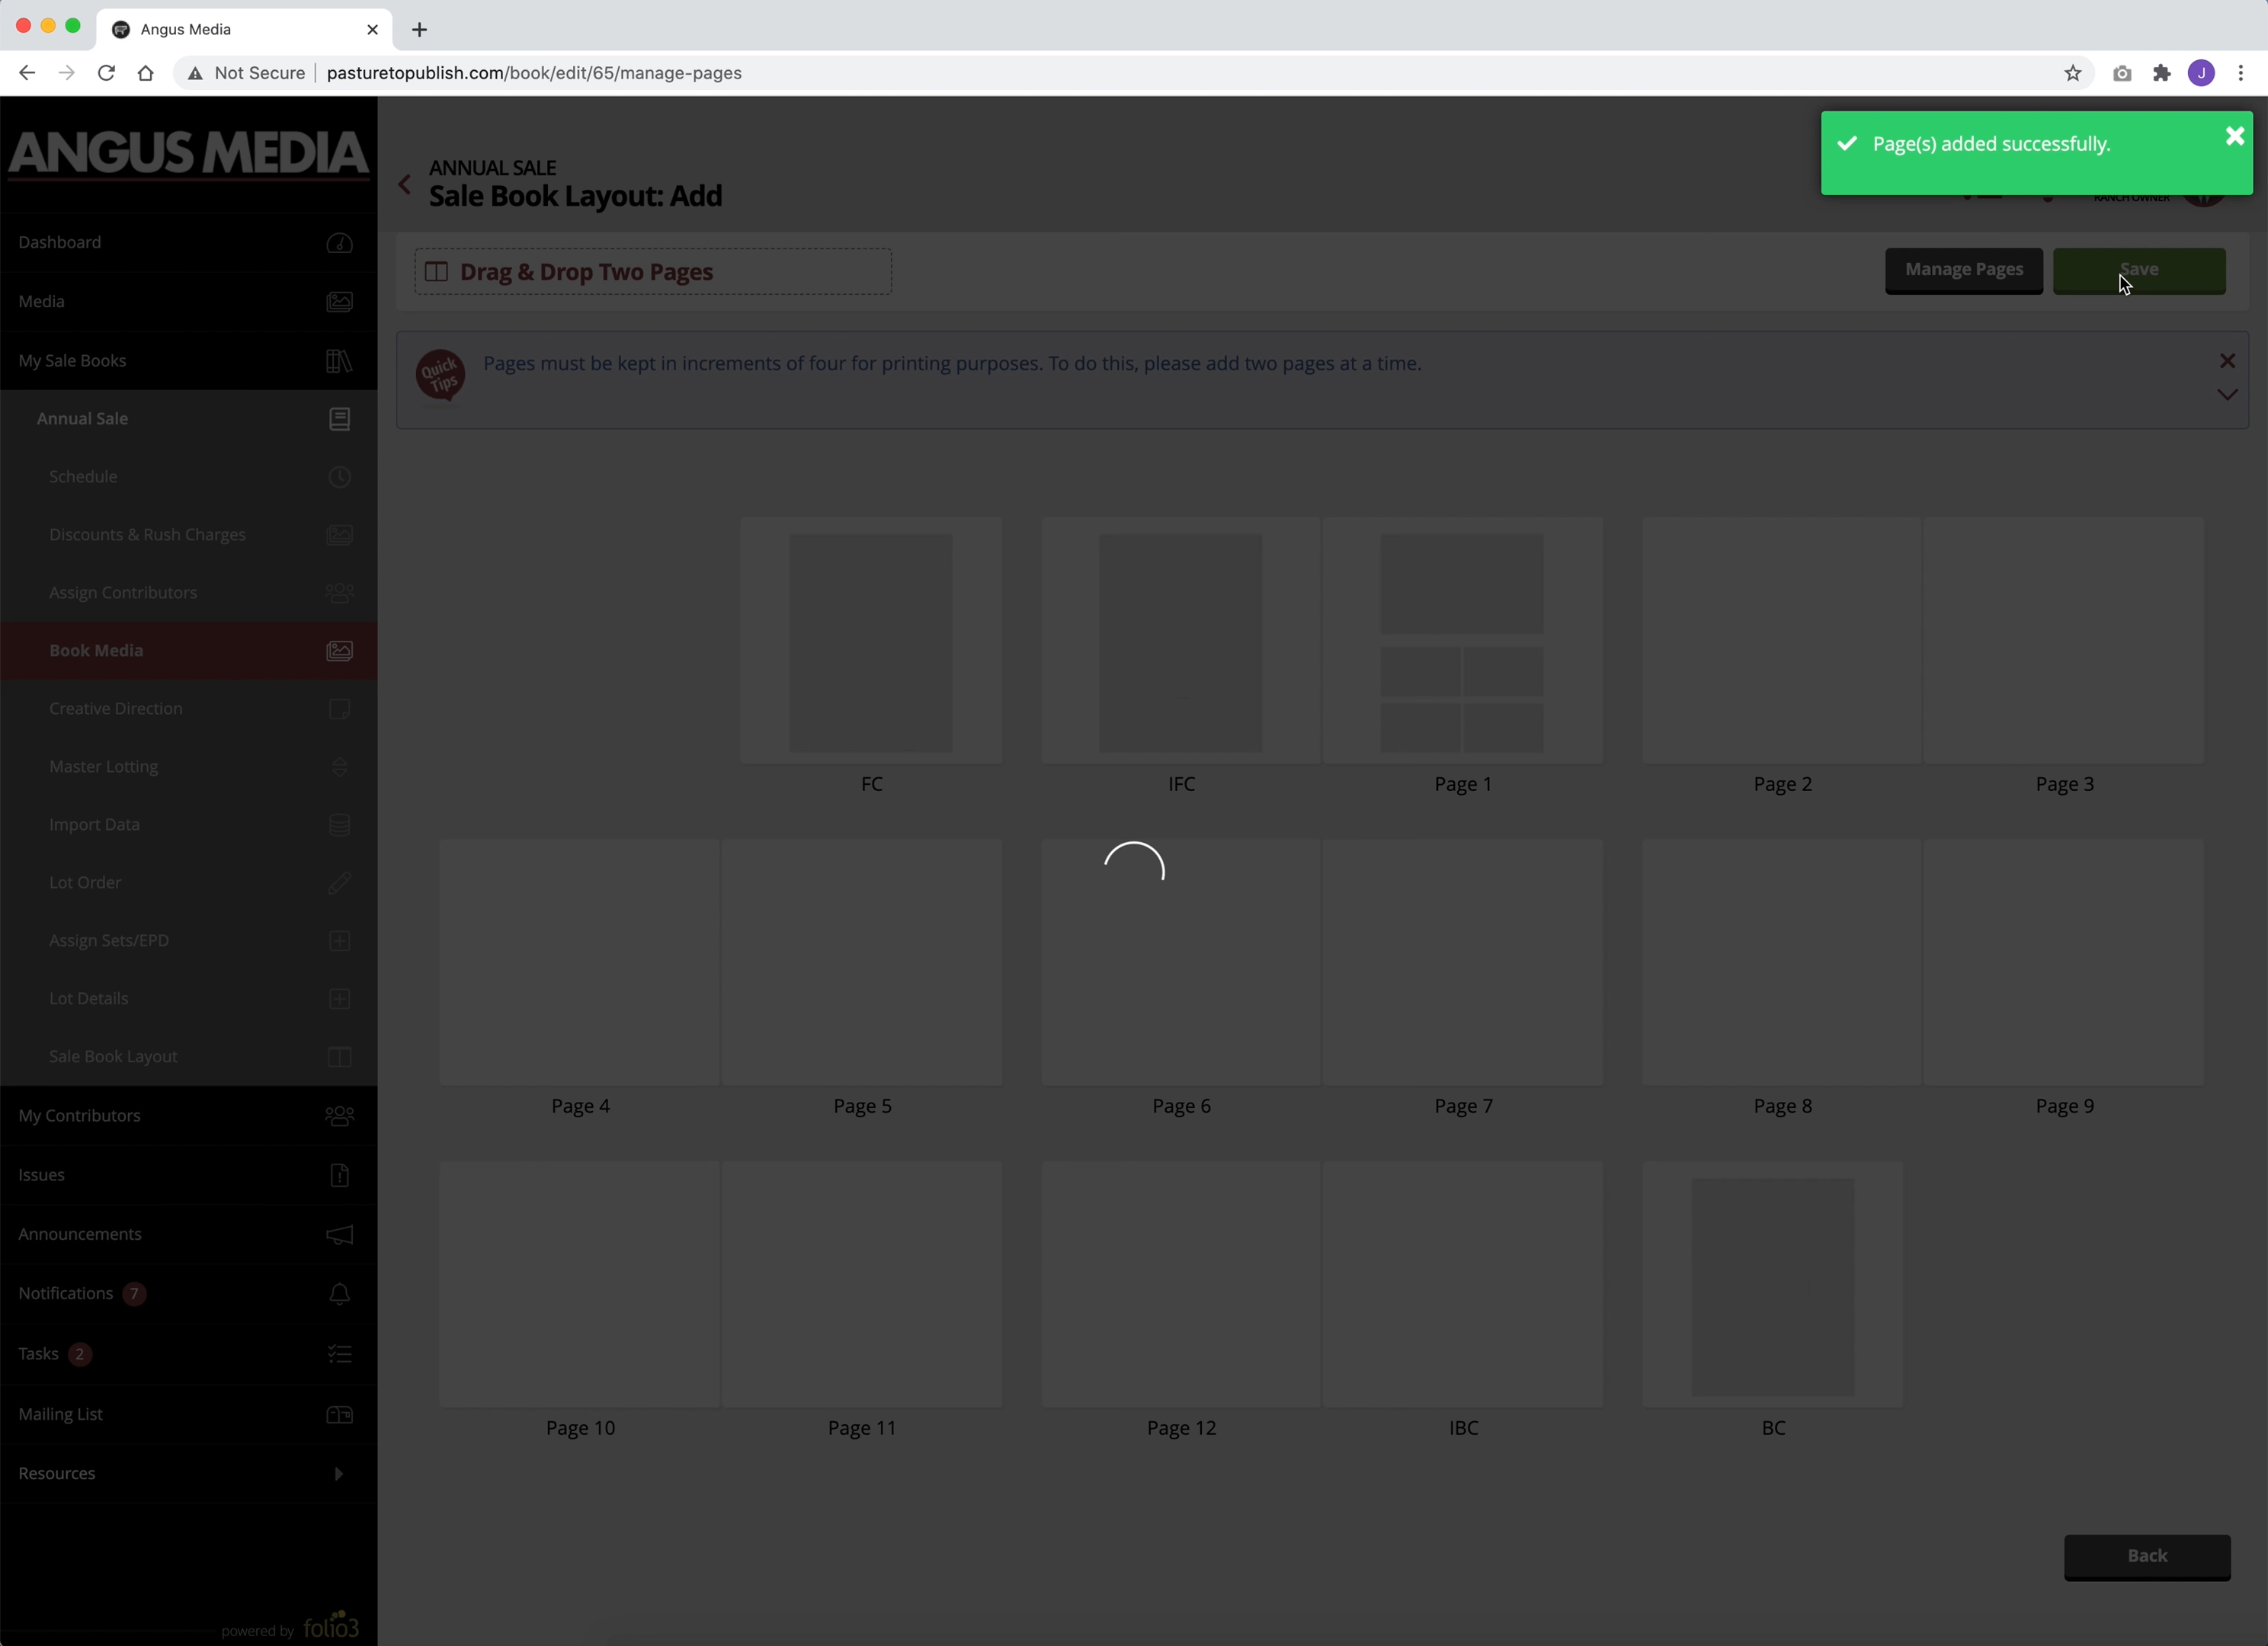 Angus Media
Not Secure
pasturetopublish.com/book/edit/65/manage-pages
ANGUS MEDIA
Dashboard
Media
My Sale Books
Annual Sale
Schedule
Discounts & Rush Charges
Assign Contributors
Book Media
Creative Direction
Master Lotting
Import Data
Lot Order
Assign Sets/EPD
Lot Details
Sale Book Layout
My Contributors
Issues
Announcements
Notifications 7
Tasks 2
Mailing List
Resources
powered by folio3
ANNUAL SALE
Sale Book Layout: Add
Page(s) added successfully.
RANCH OWNER
J
Drag & Drop Two Pages
Manage Pages
Save
Quick Tips
Pages must be kept in increments of four for printing purposes. To do this, please add two pages at a time.
FC
IFC
Page 1
Page 2
Page 3
Page 4
Page 5
Page 6
Page 7
Page 8
Page 9
Page 10
Page 11
Page 12
IBC
BC
Back